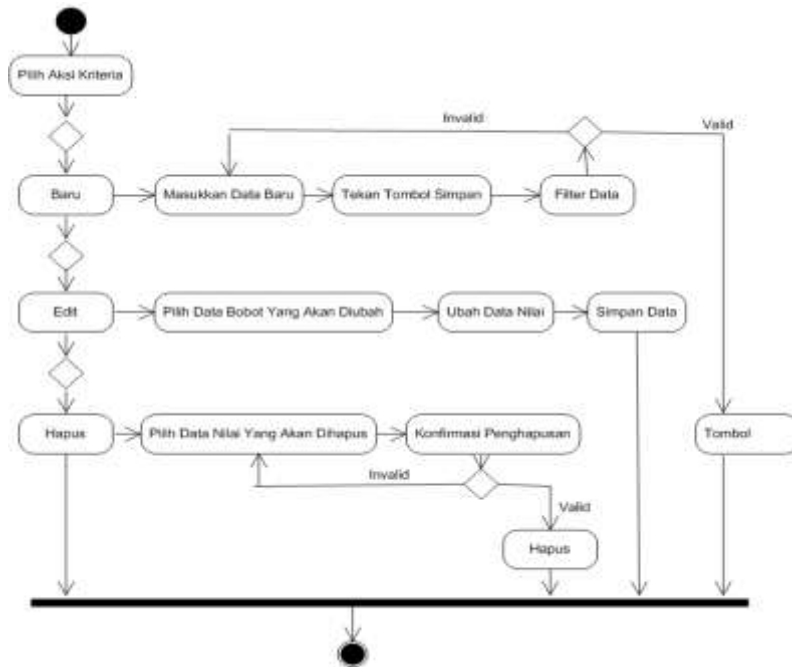 Pilih Aksi Kriteria
Invalid
Valid
Baru
Masukkan Data Baru
Tekan Tombol Simpan
Filter Data
Edit
Pilih Data Bobot Yang Akan Diubah
Ubah Data Nilai
Simpan Data
Hapus
Pilih Data Nilai Yang Akan Dihapus
Konfirmasi Penghapusan
Tombol
Invalid
Valid
Hapus